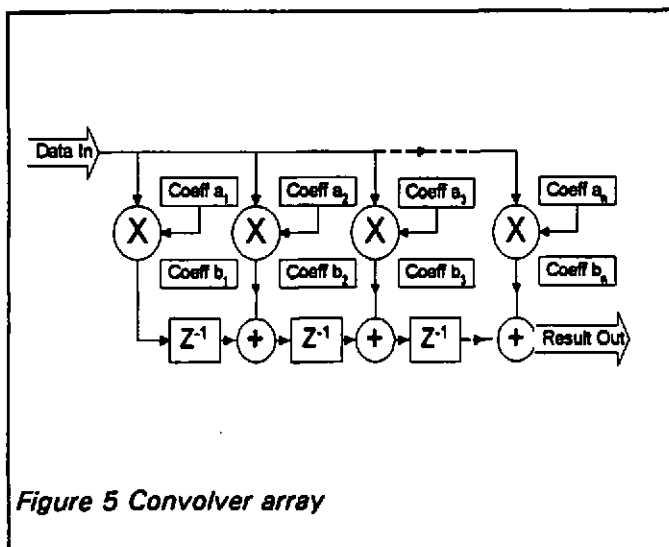 Data In
Coeff a₁ Coeff a₂ Coeff a₃ Coeff aₙ
X X X X
Coeff b₁ Coeff b₂ Coeff b₃ Coeff bₙ
Z⁻¹ + Z⁻¹ + Z⁻¹ + Result Out
Figure 5 Convolver array